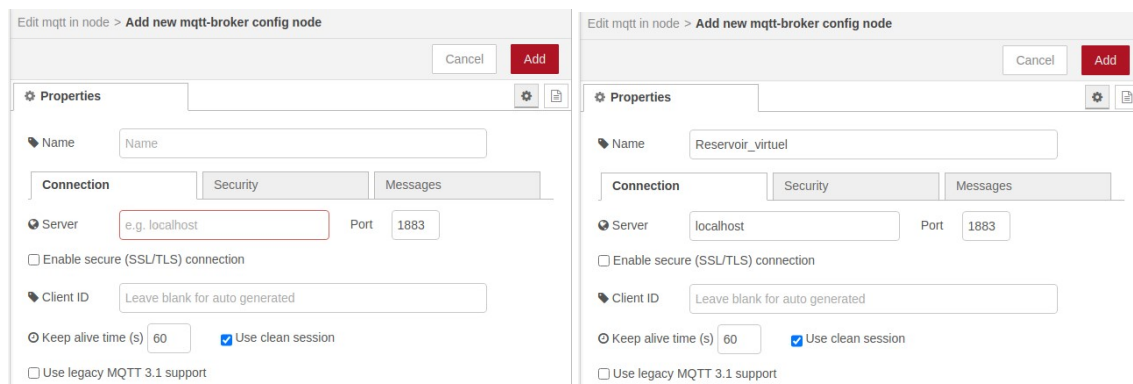 Edit mqtt in node > Add new mqtt-broker config node
Cancel Add
Properties
Name Name
Connection Security Messages
Server e.g. localhost Port 1883
Enable secure (SSL/TLS) connection
Client ID Leave blank for auto generated
Keep alive time (s) 60 Use clean session
Use legacy MQTT 3.1 support
Edit mqtt in node > Add new mqtt-broker config node
Cancel Add
Properties
Name Reservoir_virtuel
Connection Security Messages
Server localhost Port 1883
Enable secure (SSL/TLS) connection
Client ID Leave blank for auto generated
Keep alive time (s) 60 Use clean session
Use legacy MQTT 3.1 support